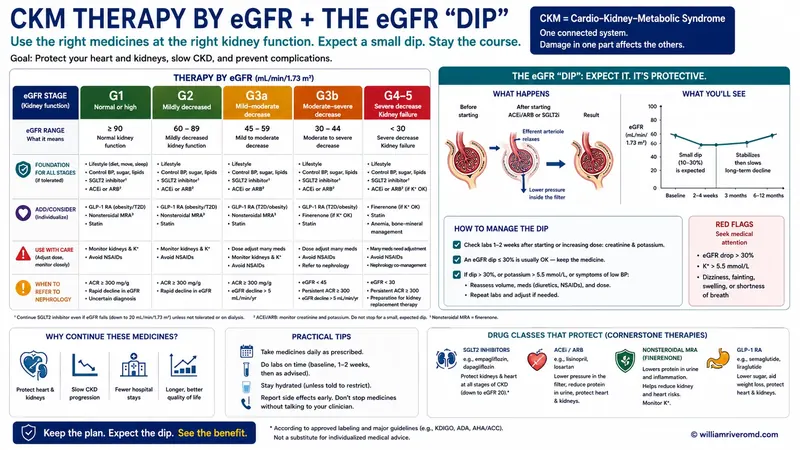 CKM THERAPY BY eGFR + THE eGFR “DIP”
Use the right medicines at the right kidney function. Expect a small dip. Stay the course.
Goal: Protect your heart and kidneys, slow CKD, and prevent complications.
CKM = Cardio–Kidney–Metabolic Syndrome
One connected system.
Damage in one part affects the others.
THERAPY BY eGFR (mL/min/1.73 m²)
eGFR STAGE
(Kidney function)
G1
Normal or high
G2
Mildly decreased
G3a
Mild–moderate
decrease
G3b
Moderate–severe
decrease
G4–5
Severe decrease
Kidney failure
eGFR RANGE
What it means
≥ 90
Normal kidney
function
60 – 89
Mildly decreased
kidney function
45 – 59
Mild to moderate
decrease
30 – 44
Moderate to severe
decrease
< 30
Severe decrease
Kidney failure
FOUNDATION
FOR ALL STAGES
(if tolerated)
• Lifestyle (diet, move, sleep)
• Control BP, sugar, lipids
• SGLT2 inhibitor¹
• ACEi or ARB²
• Lifestyle
• Control BP, sugar, lipids
• SGLT2 inhibitor¹
• ACEi or ARB²
• Lifestyle
• Control BP, sugar, lipids
• SGLT2 inhibitor¹
• ACEi or ARB²
• Lifestyle
• Control BP, sugar, lipids
• SGLT2 inhibitor¹
• ACEi or ARB²
• Lifestyle
• Control BP, sugar, lipids
• SGLT2 inhibitor¹
• ACEi or ARB² (if K⁺ OK)
ADD/CONSIDER
(Individualize)
• GLP-1 RA (obesity/T2D)
• Nonsteroidal MRA³
• Statin
• GLP-1 RA (obesity/T2D)
• Nonsteroidal MRA³
• Statin
• GLP-1 RA (T2D/obesity)
• Nonsteroidal MRA³
• Statin
• GLP-1 RA (T2D/obesity)
• Finerenone (if K⁺ OK)
• Statin
• Finerenone (if K⁺ OK)
• Statin
• Anemia, bone-mineral
management
USE WITH CARE
(Adjust dose,
monitor closely)
• Monitor kidneys & K⁺
• Avoid NSAIDs
• Monitor kidneys & K⁺
• Avoid NSAIDs
• Dose adjust many meds
• Monitor kidneys & K⁺
• Avoid NSAIDs
• Dose adjust many meds
• Avoid NSAIDs
• Refer to nephrology
• Many meds need adjustment
• Avoid NSAIDs
• Nephrology co-management
WHEN TO
REFER TO
NEPHROLOGY
• ACR ≥ 300 mg/g
• Rapid decline in eGFR
• Uncertain diagnosis
• ACR ≥ 300 mg/g
• Rapid decline in eGFR
• ACR ≥ 300 mg/g
• eGFR decline > 5
mL/min/yr
• eGFR < 45
• Persistent ACR ≥ 300
• eGFR decline > 5 mL/min/yr
• eGFR < 30
• Persistent ACR ≥ 300
• Preparation for kidney
replacement therapy
¹ Continue SGLT2 inhibitor even if eGFR falls (down to 20 mL/min/1.73 m²) unless not tolerated or on dialysis.
² ACEi/ARB: monitor creatinine and potassium. Do not stop for a small, expected dip.
³ Nonsteroidal MRA = finerenone.
THE eGFR “DIP”: EXPECT IT. IT’S PROTECTIVE.
WHAT HAPPENS
Before
starting
After starting
ACEi/ARB or SGLT2i
Result
Efferent arteriole
relaxes
Lower pressure
inside the filter
WHAT YOU’LL SEE
eGFR
(mL/min/
1.73 m²)
100
80
60
60
40
20
0
Small dip
(10–30%)
is expected
Stabilizes
then slows
long-term decline
Baseline
2–4 weeks
3 months
6–12 months
HOW TO MANAGE THE DIP
Check labs 1–2 weeks after starting or increasing dose: creatinine & potassium.
An eGFR dip ≤ 30% is usually OK — keep the medicine.
If dip > 30%, or potassium > 5.5 mmol/L, or symptoms of low BP:
• Reassess volume, meds (diuretics, NSAIDs), and dose.
• Repeat labs and adjust if needed.
RED FLAGS
Seek medical
attention
• eGFR drop > 30%
• K⁺ > 5.5 mmol/L
• Dizziness, fainting,
swelling, or shortness
of breath
WHY CONTINUE THESE MEDICINES?
Protect heart &
kidneys
Slow CKD
progression
Fewer hospital
stays
Longer, better
quality of life
PRACTICAL TIPS
Take medicines daily as prescribed.
Do labs on time (baseline, 1–2 weeks,
then as advised).
Stay hydrated (unless told to restrict).
Report side effects early. Don’t stop medicines
without talking to your clinician.
DRUG CLASSES THAT PROTECT (CORNERSTONE THERAPIES)
SGLT2 INHIBITORS
e.g., empagliflozin,
dapagliflozin
Protect kidneys & heart
at all stages of CKD
(down to eGFR 20)*.
ACEi / ARB
e.g., lisinopril,
losartan
Lower pressure in the
filter, reduce protein
in urine, protect heart
& kidneys.
NONSTEROIDAL MRA
(FINERENONE)
Lowers protein in urine
and inflammation.
Helps reduce kidney
and heart risks.
Monitor K⁺.
GLP-1 RA
e.g., semaglutide,
liraglutide
Lower sugar, aid
weight loss, protect
heart & kidneys.
Keep the plan. Expect the dip. See the benefit.
* According to approved labeling and major guidelines (e.g., KDIGO, ADA, AHA/ACC).
Not a substitute for individualized medical advice.
© williamriveromd.com